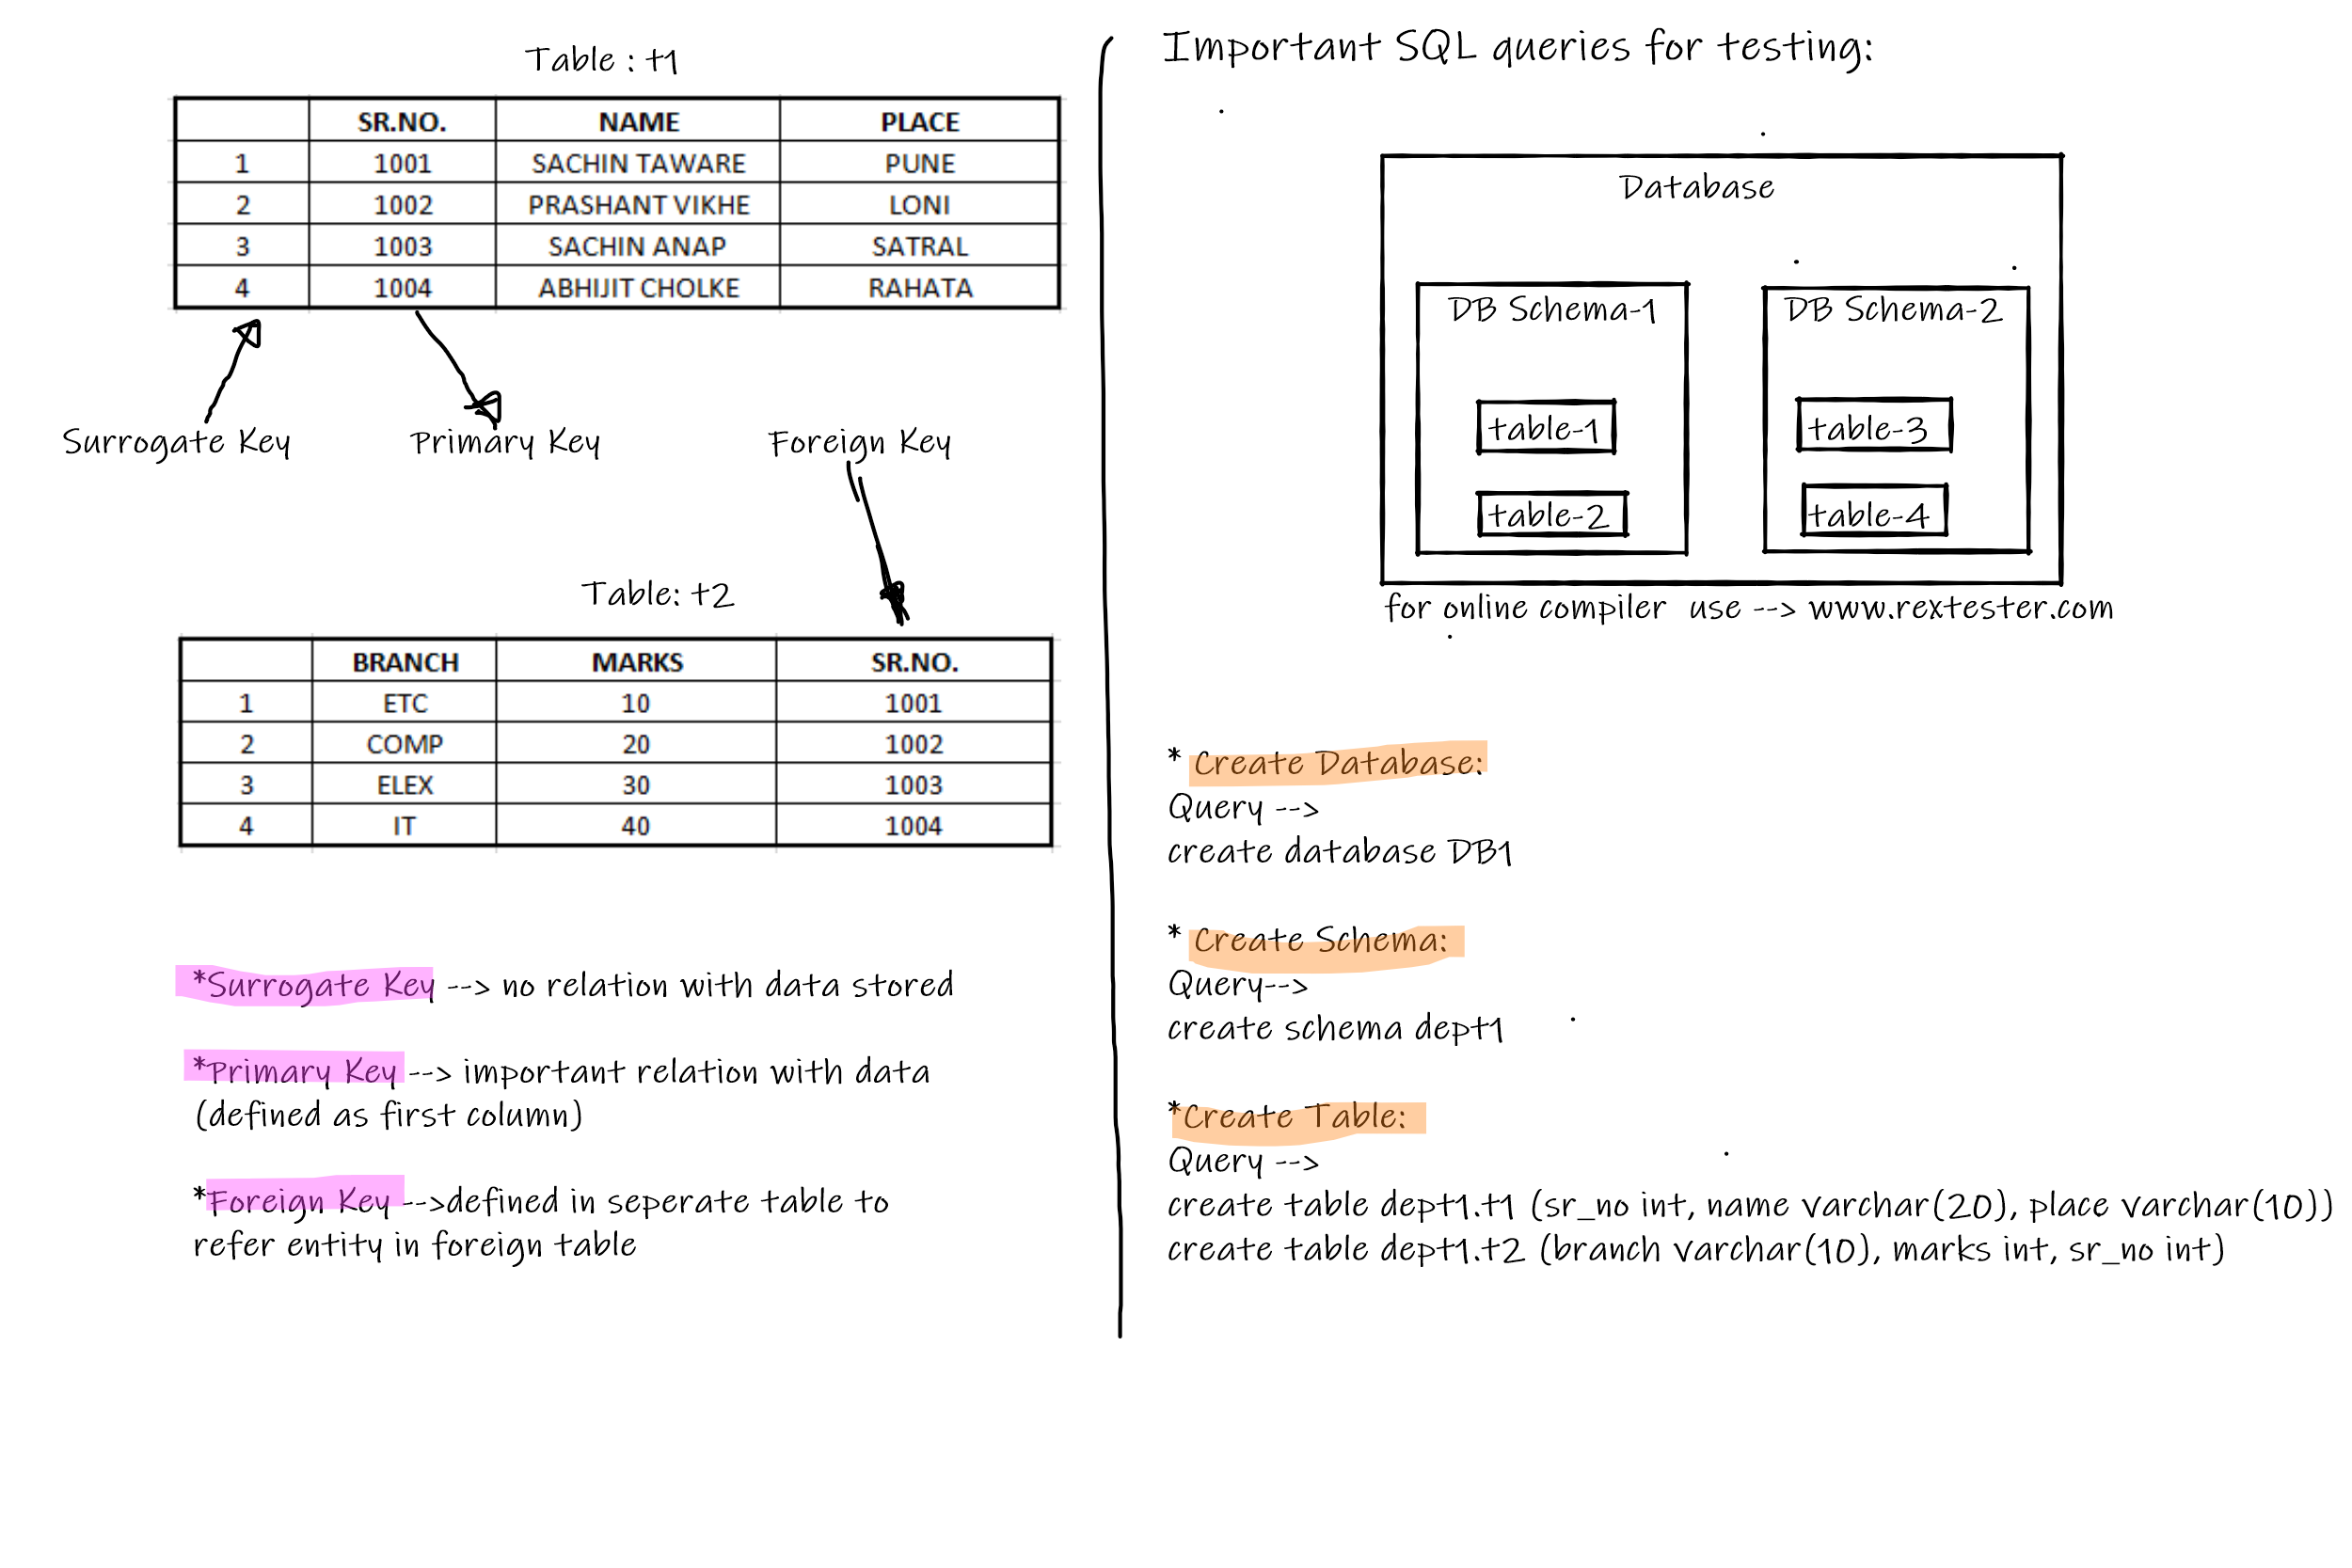 Table : t1
SR.NO. NAME PLACE
1 1001 SACHIN TAWARE PUNE
2 1002 PRASHANT VIKHE LONI
3 1003 SACHIN ANAP SATRAL
4 1004 ABHIJIT CHOLKE RAHATA
Surrogate Key Primary Key Foreign Key
Table: t2
BRANCH MARKS SR.NO.
1 ETC 10 1001
2 COMP 20 1002
3 ELEX 30 1003
4 IT 40 1004
*Surrogate Key --> no relation with data stored
*Primary Key --> important relation with data
(defined as first column)
*Foreign Key -->defined in seperate table to
refer entity in foreign table
Important SQL queries for testing:
Database
DB Schema-1
table-1
table-2
DB Schema-2
table-3
table-4
for online compiler use --> www.rextester.com
* Create Database:
Query -->
create database DB1
* Create Schema:
Query-->
create schema dept1
*Create Table:
Query -->
create table dept1.t1 (sr_no int, name varchar(20), place varchar(10))
create table dept1.t2 (branch varchar(10), marks int, sr_no int)